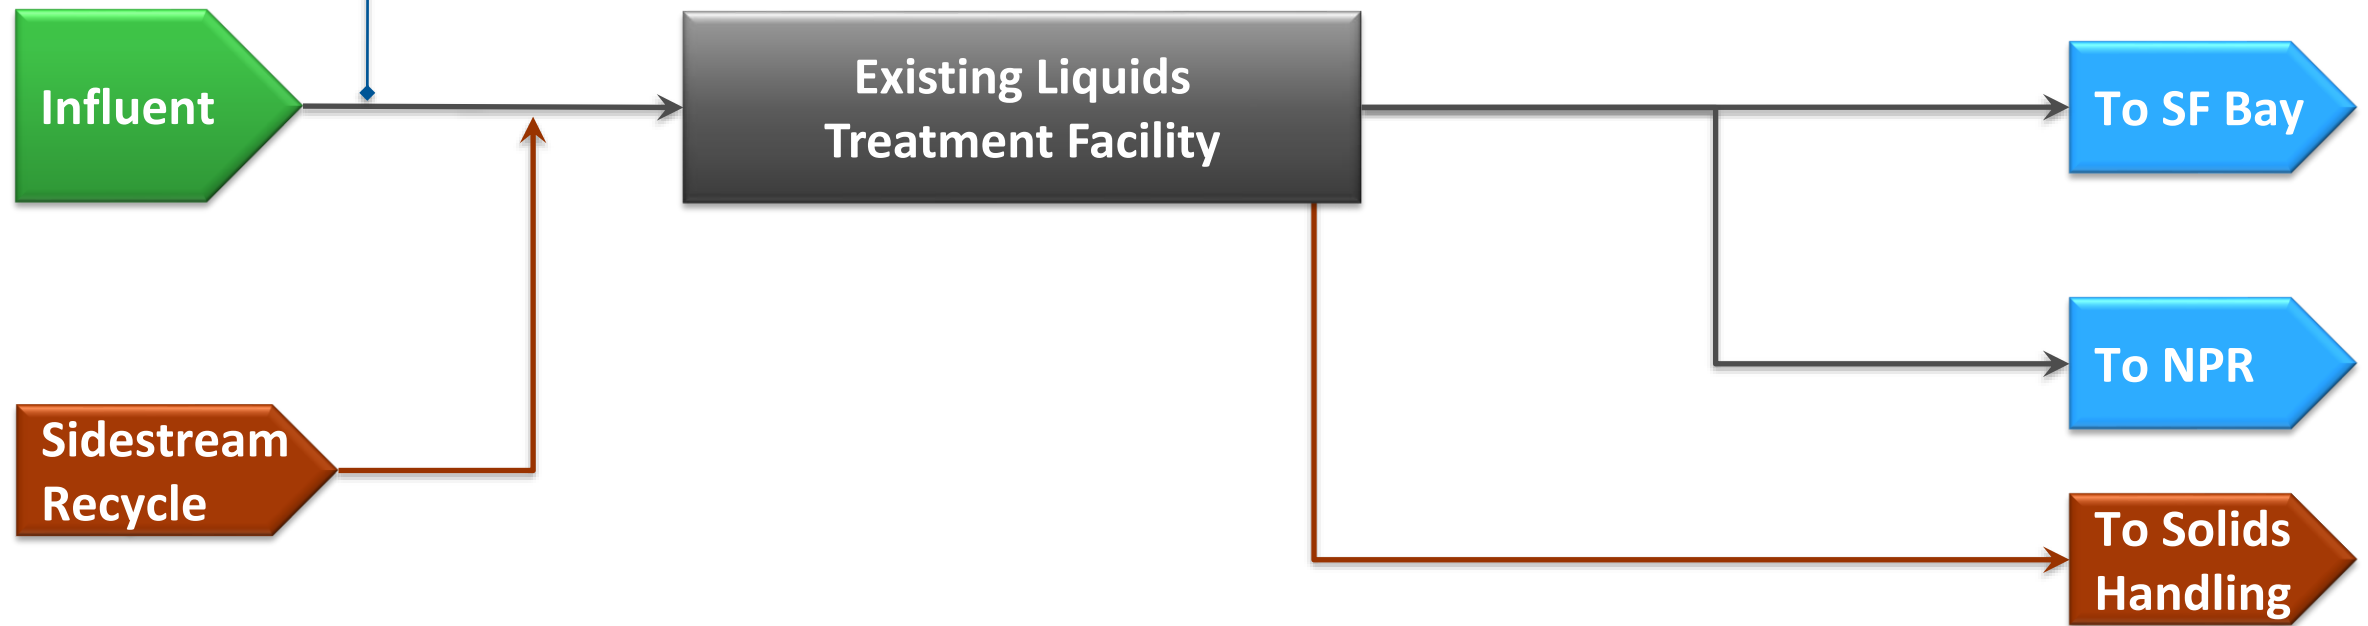 Influent
Existing Liquids
Treatment Facility
To SF Bay
To NPR
Sidestream
Recycle
To Solids
Handling